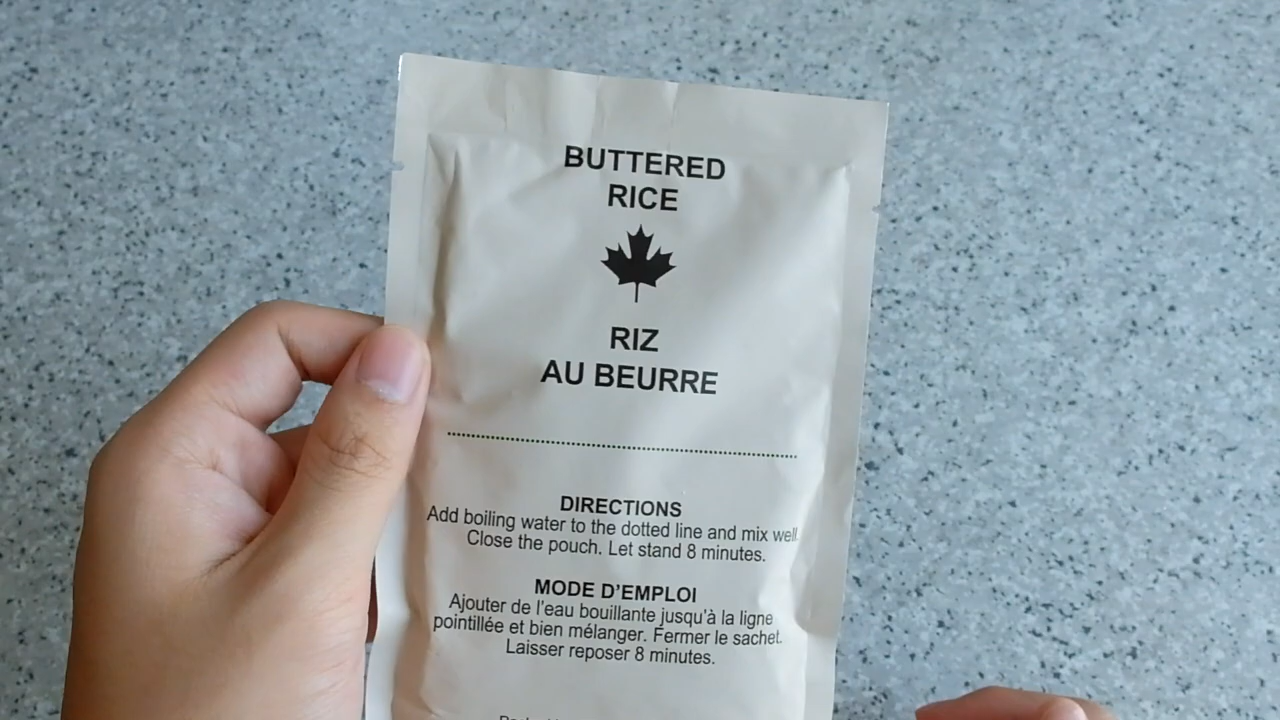 BUTTERED
RICE
RIZ
AU BEURRE
DIRECTIONS
Add boiling water to the dotted line and mix well.
Close the pouch. Let stand 8 minutes.
MODE D'EMPLOI
Ajouter de l'eau bouillante jusqu'à la ligne
pointillée et bien mélanger. Fermer le sachet.
Laisser reposer 8 minutes.